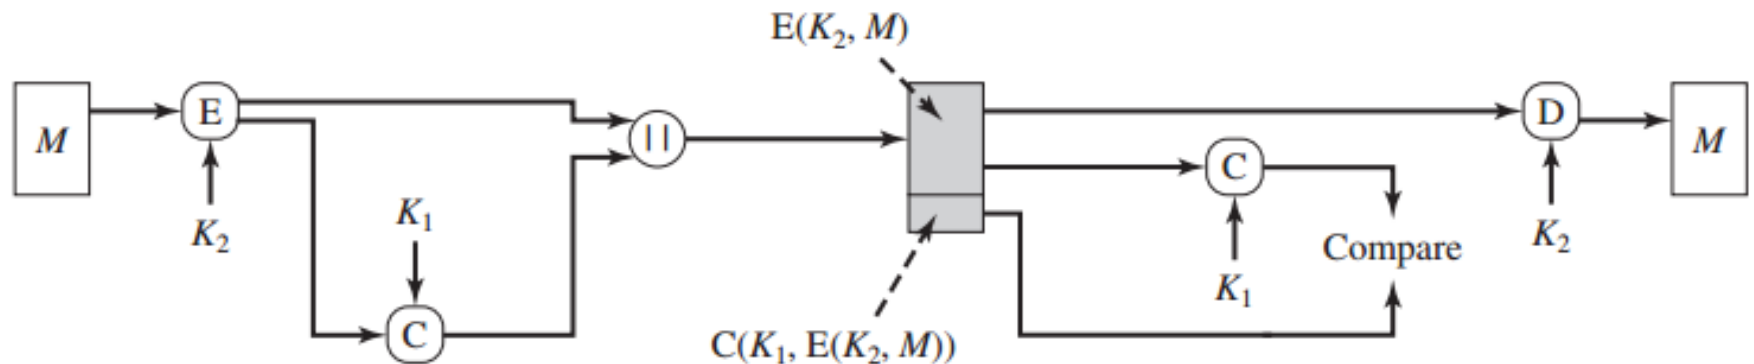 E(K₂, M)
M
E
K₂
K₁
C
||
C(K₁, E(K₂, M))
C
K₁
Compare
D
K₂
M